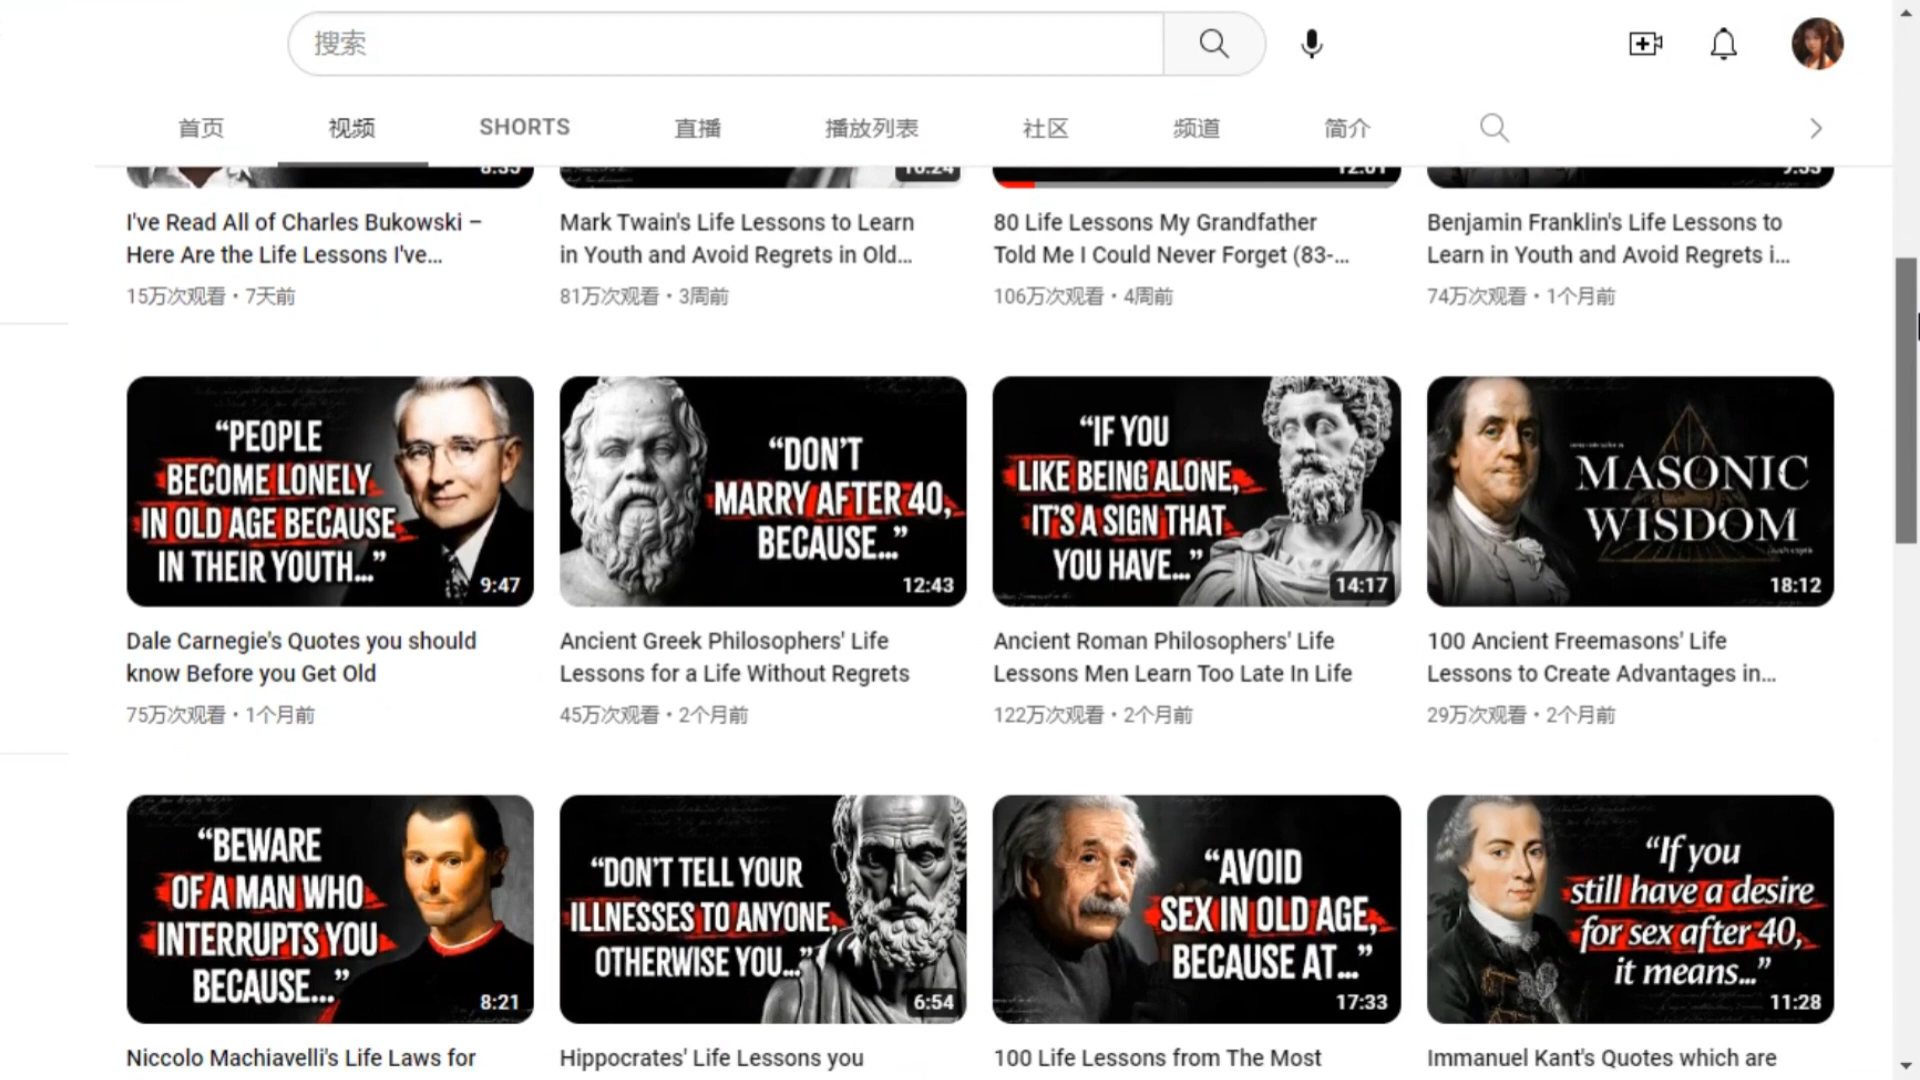 搜索
首页 视频 SHORTS 直播 播放列表 社区 频道 简介
8:35 10:24 12:01 9:53
I've Read All of Charles Bukowski –
Here Are the Life Lessons I've...
15万次观看・7天前
Mark Twain's Life Lessons to Learn
in Youth and Avoid Regrets in Old...
81万次观看・3周前
80 Life Lessons My Grandfather
Told Me I Could Never Forget (83-...
106万次观看・4周前
Benjamin Franklin's Life Lessons to
Learn in Youth and Avoid Regrets i...
74万次观看・1个月前
“PEOPLE
BECOME LONELY
IN OLD AGE BECAUSE
IN THEIR YOUTH...”
9:47
Dale Carnegie's Quotes you should
know Before you Get Old
75万次观看・1个月前
“DON'T
MARRY AFTER 40,
BECAUSE...”
12:43
Ancient Greek Philosophers' Life
Lessons for a Life Without Regrets
45万次观看・2个月前
“IF YOU
LIKE BEING ALONE,
IT'S A SIGN THAT
YOU HAVE...”
14:17
Ancient Roman Philosophers' Life
Lessons Men Learn Too Late In Life
122万次观看・2个月前
MASONIC
WISDOM
18:12
100 Ancient Freemasons' Life
Lessons to Create Advantages in...
29万次观看・2个月前
“BEWARE
OF A MAN WHO
INTERRUPTS YOU
BECAUSE...”
8:21
Niccolo Machiavelli's Life Laws for
“DON'T TELL YOUR
ILLNESSES TO ANYONE,
OTHERWISE YOU...”
6:54
Hippocrates' Life Lessons you
“AVOID
SEX IN OLD AGE,
BECAUSE AT...”
17:33
100 Life Lessons from The Most
“If you
still have a desire
for sex after 40,
it means...”
11:28
Immanuel Kant's Quotes which are